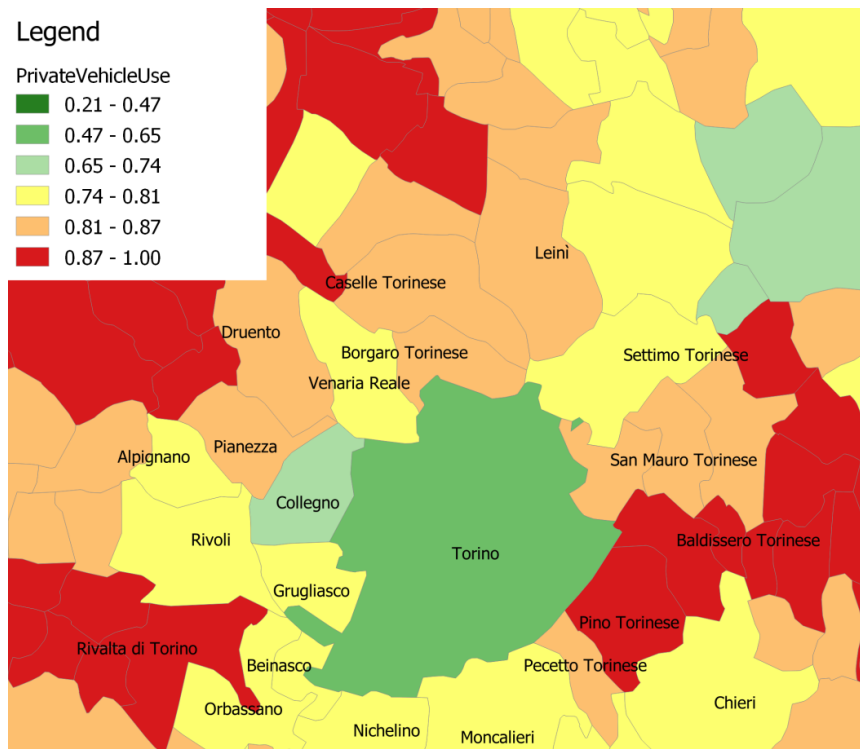 Legend
PrivateVehicleUse
0.21 - 0.47
0.47 - 0.65
0.65 - 0.74
0.74 - 0.81
0.81 - 0.87
0.87 - 1.00
Leinì
Caselle Torinese
Druento
Borgaro Torinese
Settimo Torinese
Venaria Reale
Pianezza
Alpignano
San Mauro Torinese
Collegno
Rivoli
Baldissero Torinese
Torino
Grugliasco
Pino Torinese
Rivalta di Torino
Beinasco
Pecetto Torinese
Chieri
Orbassano
Nichelino
Moncalieri